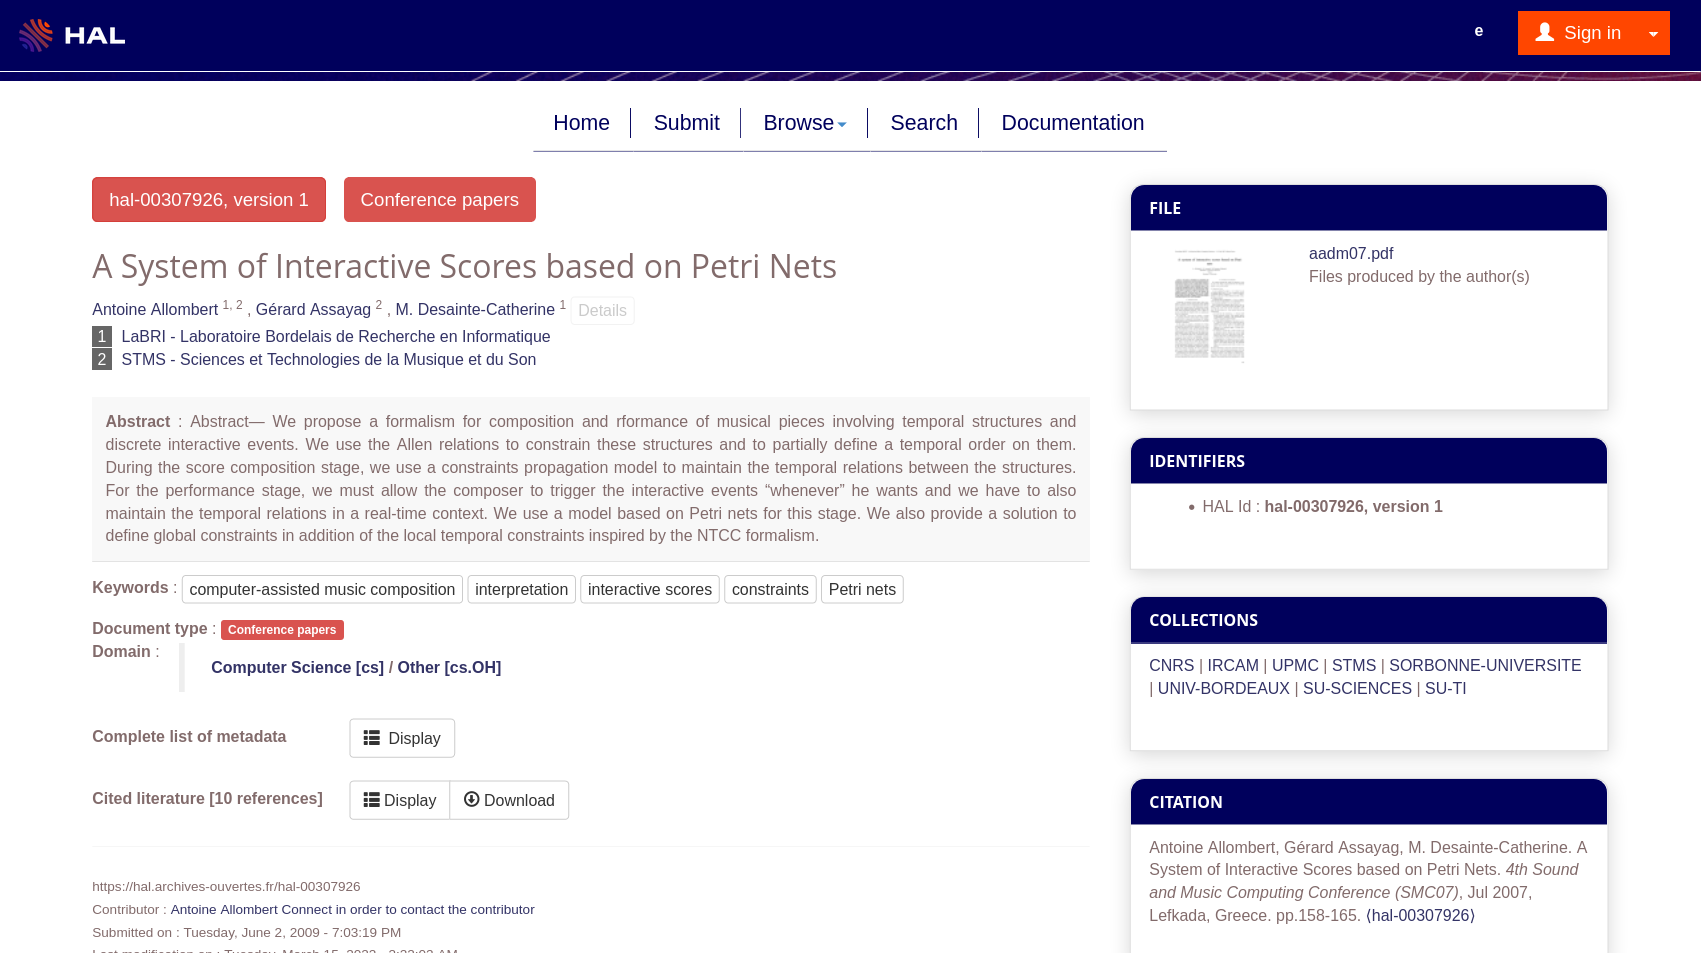 HAL
e
Sign in
Home
Submit
Browse
Search
Documentation
hal-00307926, version 1
Conference papers
A System of Interactive Scores based on Petri Nets
Antoine Allombert 1, 2 , Gérard Assayag 2 , M. Desainte-Catherine 1 Details
1 LaBRI - Laboratoire Bordelais de Recherche en Informatique
2 STMS - Sciences et Technologies de la Musique et du Son
Abstract : Abstract— We propose a formalism for composition and rformance of musical pieces involving temporal structures and
discrete interactive events. We use the Allen relations to constrain these structures and to partially define a temporal order on them.
During the score composition stage, we use a constraints propagation model to maintain the temporal relations between the structures.
For the performance stage, we must allow the composer to trigger the interactive events “whenever” he wants and we have to also
maintain the temporal relations in a real-time context. We use a model based on Petri nets for this stage. We also provide a solution to
define global constraints in addition of the local temporal constraints inspired by the NTCC formalism.
Keywords : computer-assisted music composition interpretation interactive scores constraints Petri nets
Document type : Conference papers
Domain :
Computer Science [cs] / Other [cs.OH]
Complete list of metadata
Display
Cited literature [10 references]
Display
Download
https://hal.archives-ouvertes.fr/hal-00307926
Contributor : Antoine Allombert Connect in order to contact the contributor
Submitted on : Tuesday, June 2, 2009 - 7:03:19 PM
FILE
aadm07.pdf
Files produced by the author(s)
IDENTIFIERS
HAL Id : hal-00307926, version 1
COLLECTIONS
CNRS | IRCAM | UPMC | STMS | SORBONNE-UNIVERSITE
| UNIV-BORDEAUX | SU-SCIENCES | SU-TI
CITATION
Antoine Allombert, Gérard Assayag, M. Desainte-Catherine. A
System of Interactive Scores based on Petri Nets. 4th Sound
and Music Computing Conference (SMC07), Jul 2007,
Lefkada, Greece. pp.158-165. ⟨hal-00307926⟩